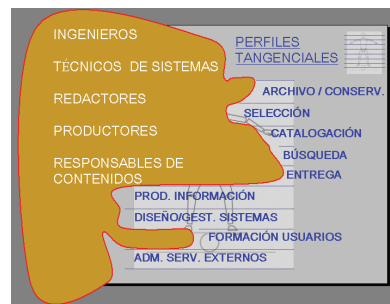 INGENIEROS
TÉCNICOS DE SISTEMAS
REDACTORES
PRODUCTORES
RESPONSABLES DE
CONTENIDOS
PERFILES
TANGENCIALES
ARCHIVO / CONSERV.
SELECCIÓN
CATALOGACIÓN
BÚSQUEDA
ENTREGA
PROD. INFORMACIÓN
DISEÑO/GEST. SISTEMAS
FORMACIÓN USUARIOS
ADM. SERV. EXTERNOS